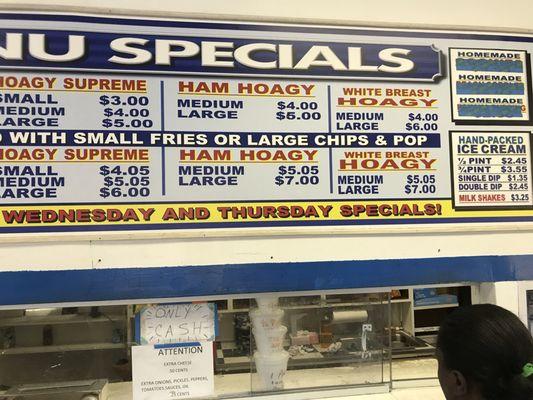 NU SPECIALS
HOAGY SUPREME
SMALL $3.00
MEDIUM $4.00
LARGE $5.00
HAM HOAGY
MEDIUM $4.00
LARGE $5.00
WHITE BREAST
HOAGY
MEDIUM $4.00
LARGE $6.00
WITH SMALL FRIES OR LARGE CHIPS & POP
HOAGY SUPREME
SMALL $4.05
MEDIUM $5.05
LARGE $6.00
HAM HOAGY
MEDIUM $5.05
LARGE $7.00
WHITE BREAST
HOAGY
MEDIUM $5.05
LARGE $7.00
WEDNESDAY AND THURSDAY SPECIALS!
HOMEMADE
HOMEMADE
HOMEMADE
HAND-PACKED
ICE CREAM
½ PINT $2.45
¾ PINT $3.55
SINGLE DIP $1.35
DOUBLE DIP $2.45
MILK SHAKES $3.25
ONLY
CASH
ATTENTION
EXTRA CHEESE
50 CENTS
EXTRA ONIONS, PICKLES, PEPPERS,
TOMATOES SAUCES, OIL
CENTS